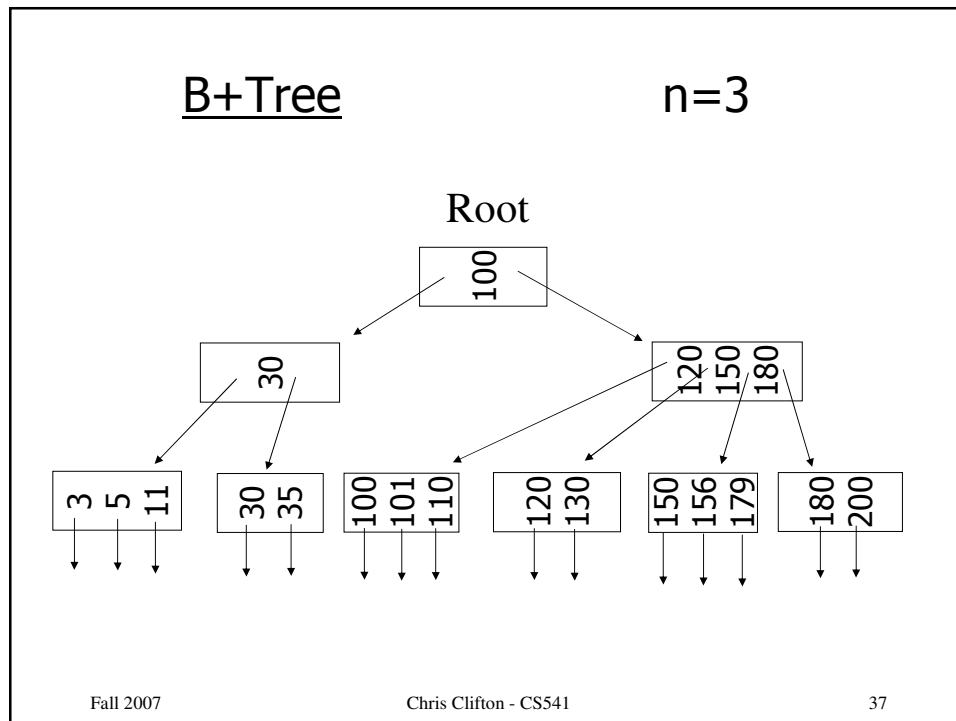 B+Tree n=3
Root
100
30 120 150 180
3 5 11 30 35 100 101 110 120 130 150 156 179 180 200
Fall 2007 Chris Clifton - CS541 37